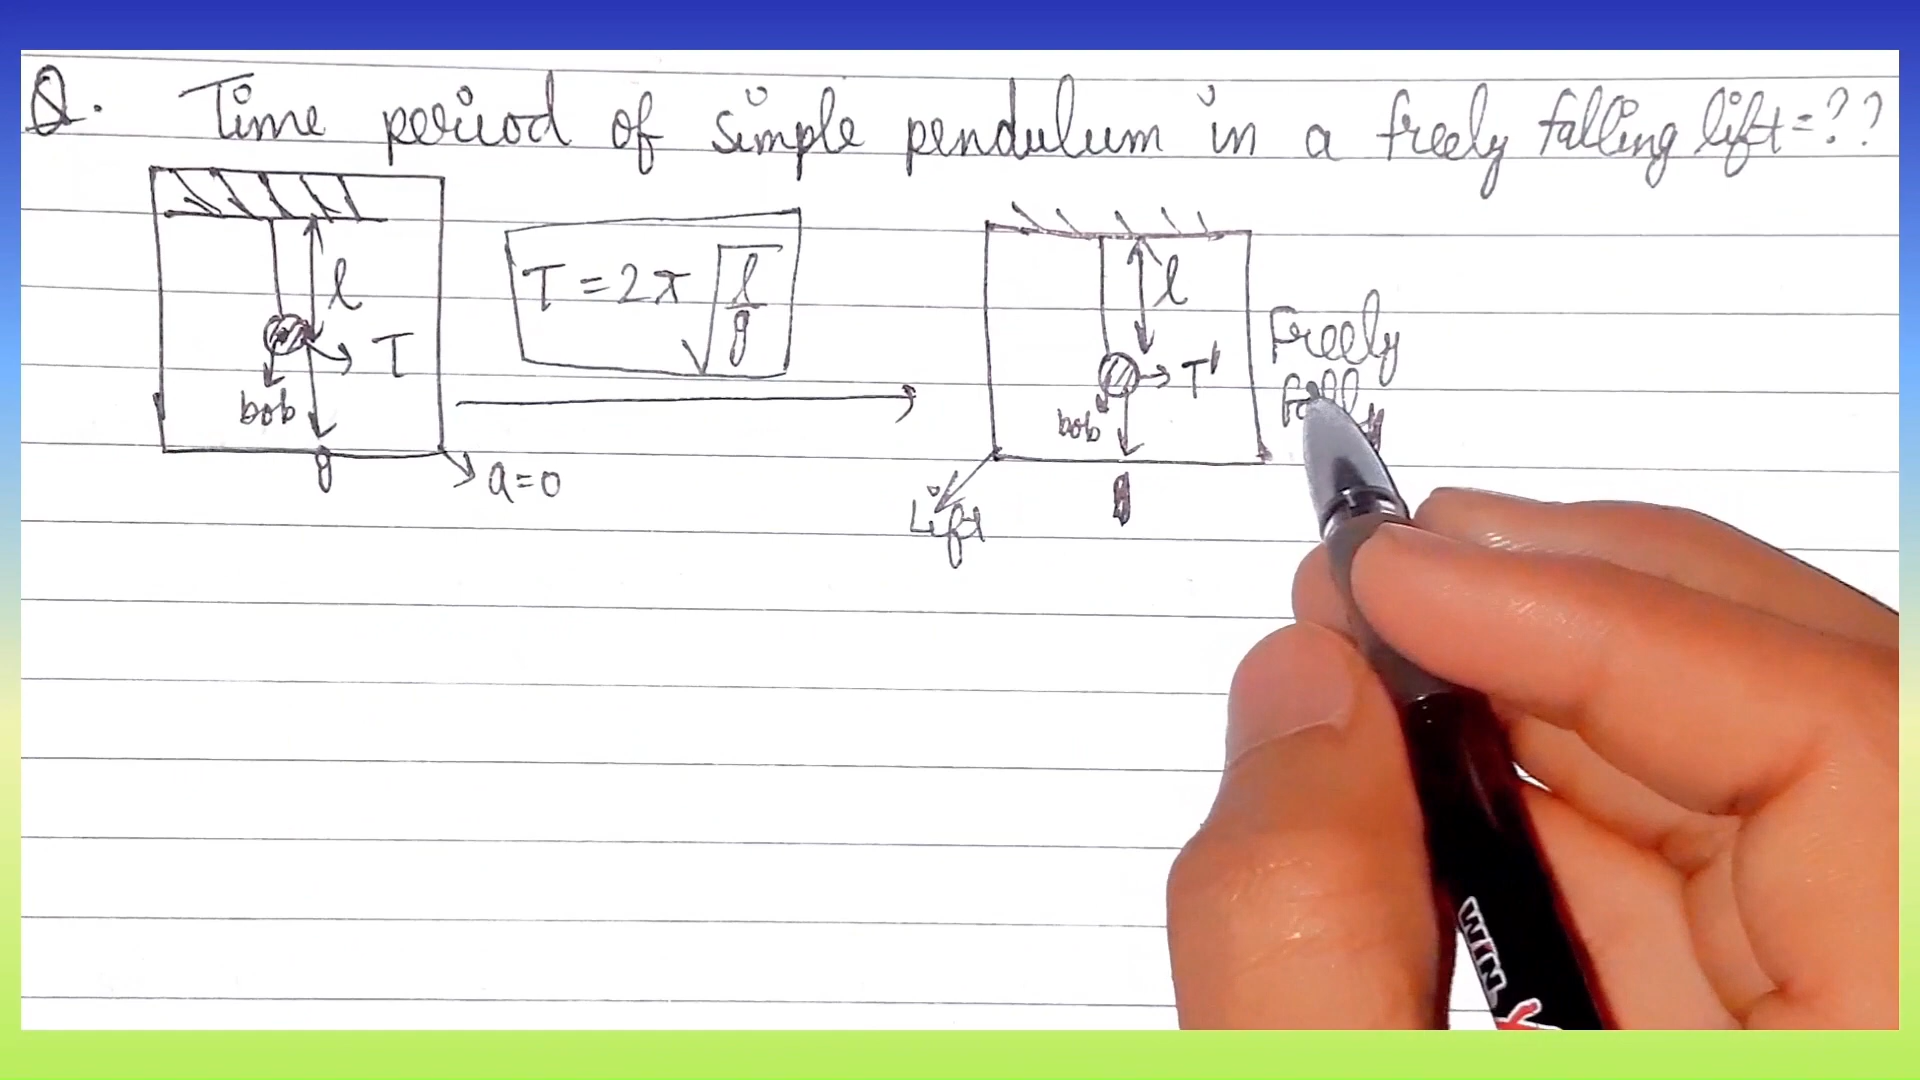 Q. Time period of simple pendulum in a freely falling lift=??
l
T
bob
g
a=0
T = 2π √l/g
l
T'
bob
g
Lift
Freely
WIN